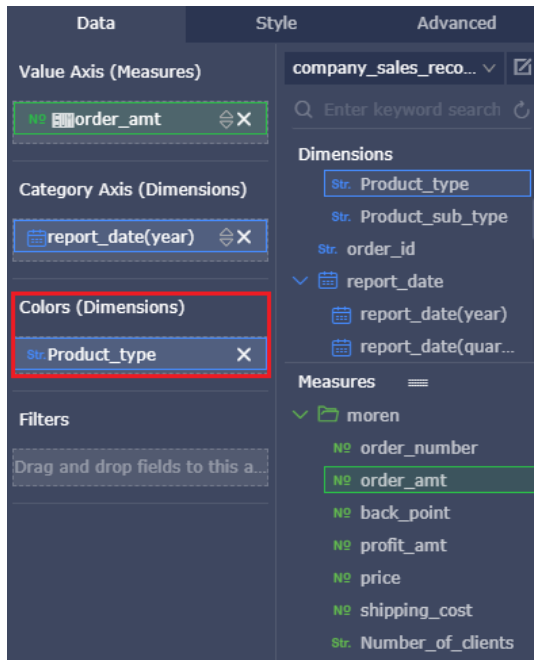 Data
Style
Advanced
Value Axis (Measures)
Nº order_amt
Category Axis (Dimensions)
report_date(year)
Colors (Dimensions)
Str. Product_type
Filters
Drag and drop fields to this a...
company_sales_reco...
Enter keyword search
Dimensions
Str. Product_type
Str. Product_sub_type
Str. order_id
report_date
report_date(year)
report_date(quar...
Measures
moren
Nº order_number
Nº order_amt
Nº back_point
Nº profit_amt
Nº price
Nº shipping_cost
Str. Number_of_clients